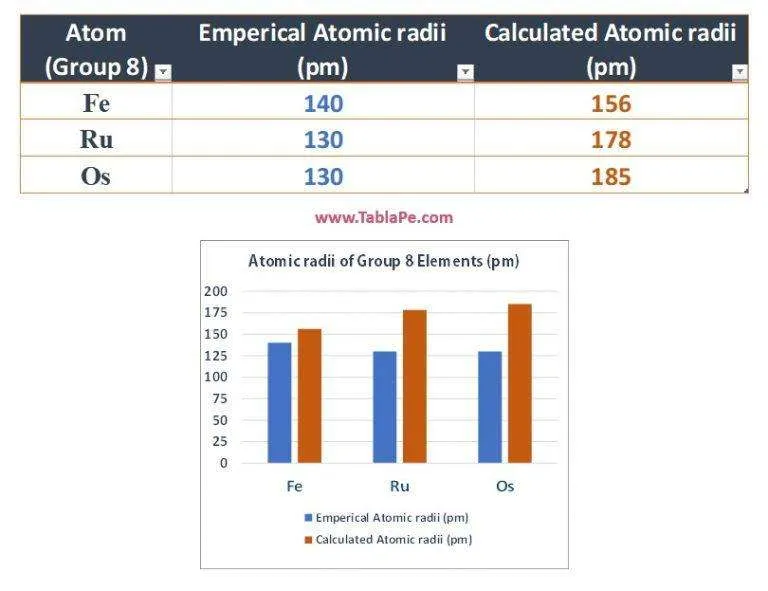 Atom (Group 8) Emperical Atomic radii (pm) Calculated Atomic radii (pm)
Fe 140 156
Ru 130 178
Os 130 185
www.TablaPe.com
Atomic radii of Group 8 Elements (pm)
200
175
150
125
100
75
50
25
0
Fe Ru Os
Emperical Atomic radii (pm)
Calculated Atomic radii (pm)